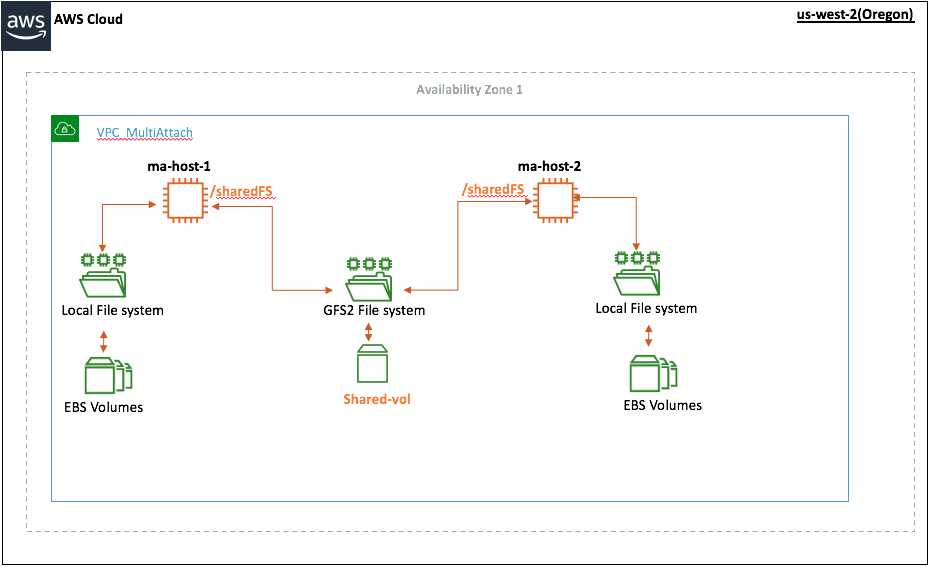 aws
AWS Cloud
us-west-2(Oregon)
Availability Zone 1
VPC_MultiAttach
ma-host-1
ma-host-2
/sharedFS
/sharedFS
Local File system
GFS2 File system
Local File system
EBS Volumes
Shared-vol
EBS Volumes